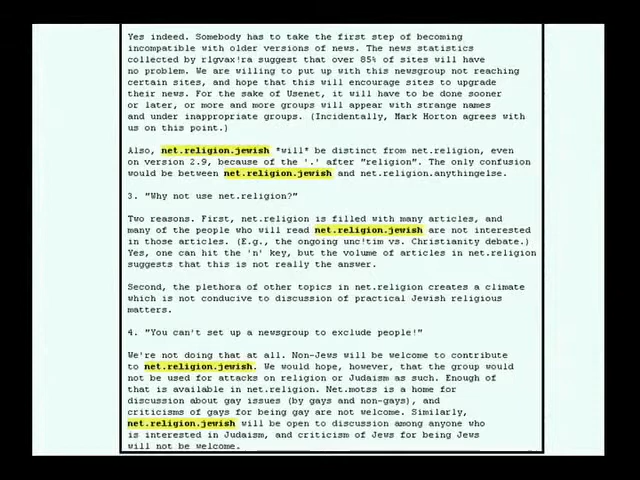 Yes indeed. Somebody has to take the first step of becoming
incompatible with older versions of news. The news statistics
collected by rlgvax!ra suggest that over 85% of sites will have
no problem. We are willing to put up with this newsgroup not reaching
certain sites, and hope that this will encourage sites to upgrade
their news. For the sake of Usenet, it will have to be done sooner
or later, or more and more groups will appear with strange names
and under inappropriate groups. (Incidentally, Mark Horton agrees with
us on this point.)
Also, net.religion.jewish *will* be distinct from net.religion, even
on version 2.9, because of the '.' after "religion". The only confusion
would be between net.religion.jewish and net.religion.anythingelse.
3. "Why not use net.religion?"
Two reasons. First, net.religion is filled with many articles, and
many of the people who will read net.religion.jewish are not interested
in those articles. (E.g., the ongoing unc!tim vs. Christianity debate.)
Yes, one can hit the 'n' key, but the volume of articles in net.religion
suggests that this is not really the answer.
Second, the plethora of other topics in net.religion creates a climate
which is not conducive to discussion of practical Jewish religious
matters.
4. "You can't set up a newsgroup to exclude people!"
We're not doing that at all. Non-Jews will be welcome to contribute
to net.religion.jewish. We would hope, however, that the group would
not be used for attacks on religion or Judaism as such. Enough of
that is available in net.religion. Net.motss is a home for
discussion about gay issues (by gays and non-gays), and
criticisms of gays for being gay are not welcome. Similarly,
net.religion.jewish will be open to discussion among anyone who
is interested in Judaism, and criticism of Jews for being Jews
will not be welcome.